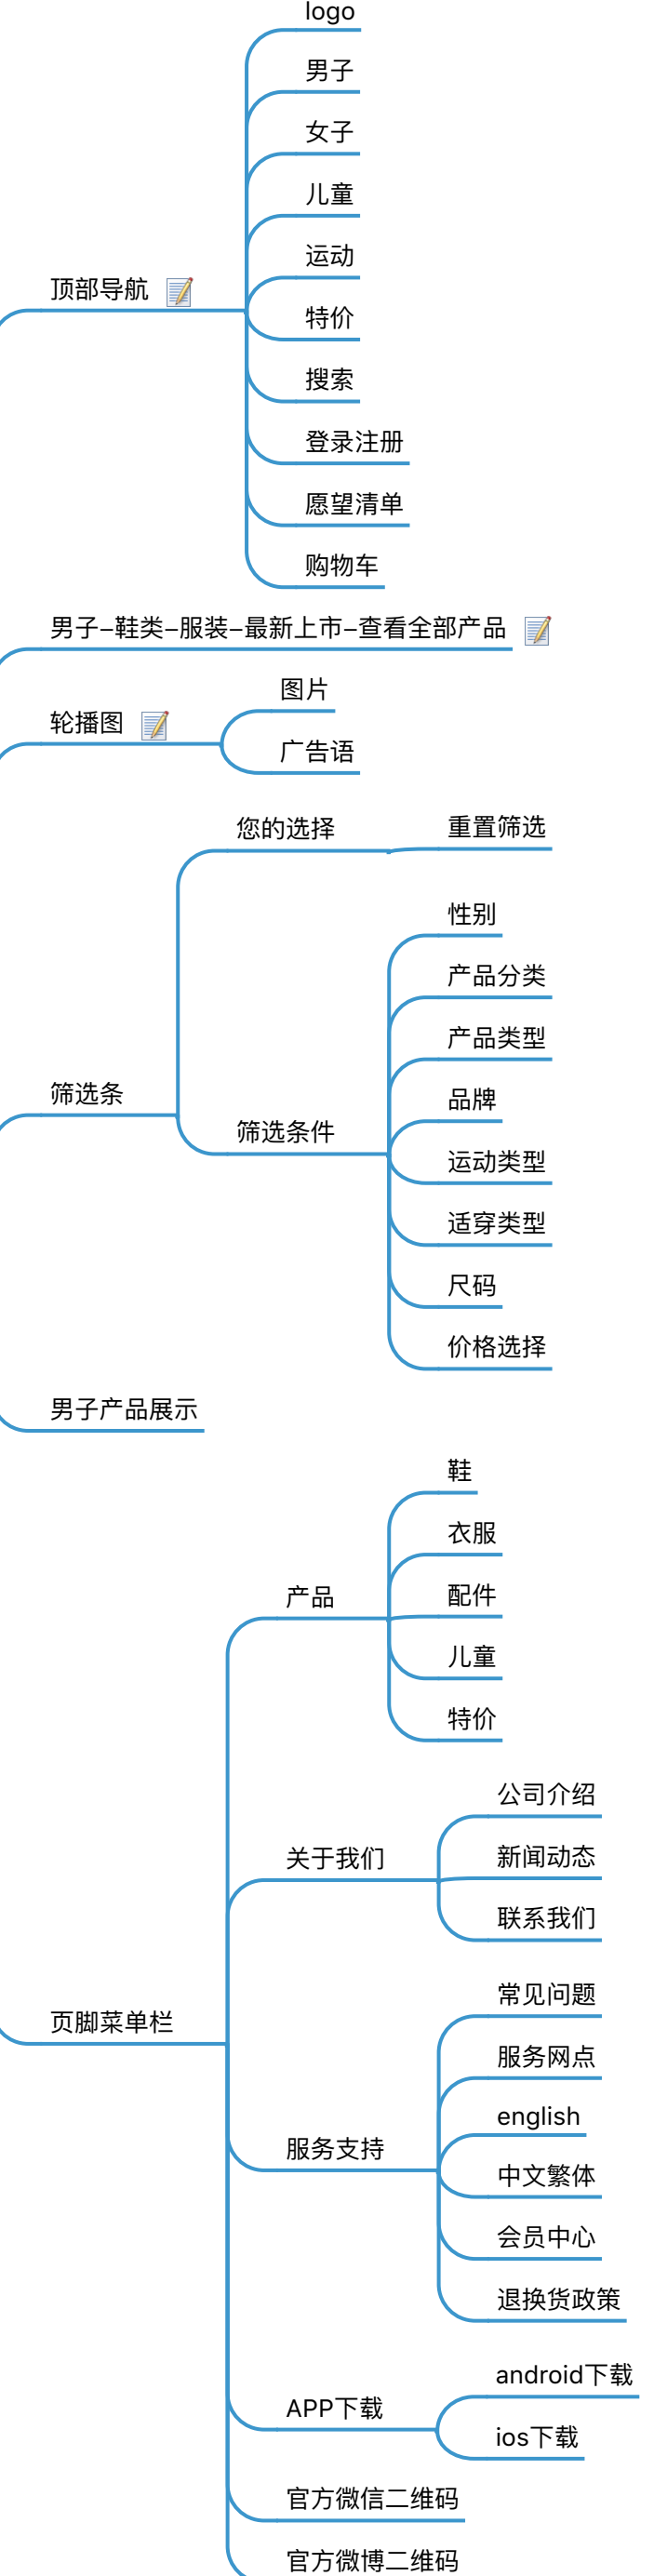 logo
男子
女子
儿童
运动
顶部导航
特价
搜索
登录注册
愿望清单
购物车
男子–鞋类–服装–最新上市–查看全部产品
图片
轮播图
广告语
您的选择
重置筛选
性别
产品分类
产品类型
筛选条
品牌
筛选条件
运动类型
适穿类型
尺码
价格选择
男子产品展示
鞋
衣服
产品
配件
儿童
特价
公司介绍
关于我们
新闻动态
联系我们
常见问题
页脚菜单栏
服务网点
english
服务支持
中文繁体
会员中心
退换货政策
android下载
APP下载
ios下载
官方微信二维码
官方微博二维码